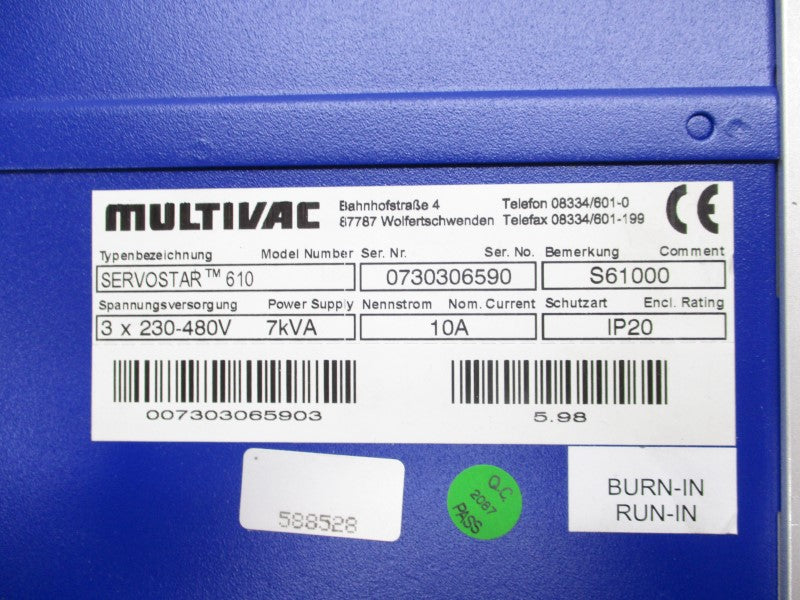 MULTIVAC Bahnhofstraße 4 Telefon 08334/601-0 CE
87787 Wolfertschwenden Telefax 08334/601-199
Typenbezeichnung Model Number Ser. Nr. Ser. No. Bemerkung Comment
SERVOSTAR™ 610 0730306590 S61000
Spannungsversorgung Power Supply Nennstrom Nom. Current Schutzart Encl. Rating
3 x 230-480V 7kVA 10A IP20
007303065903 5.98
588528
Q.C
2087
PASS
BURN-IN
RUN-IN